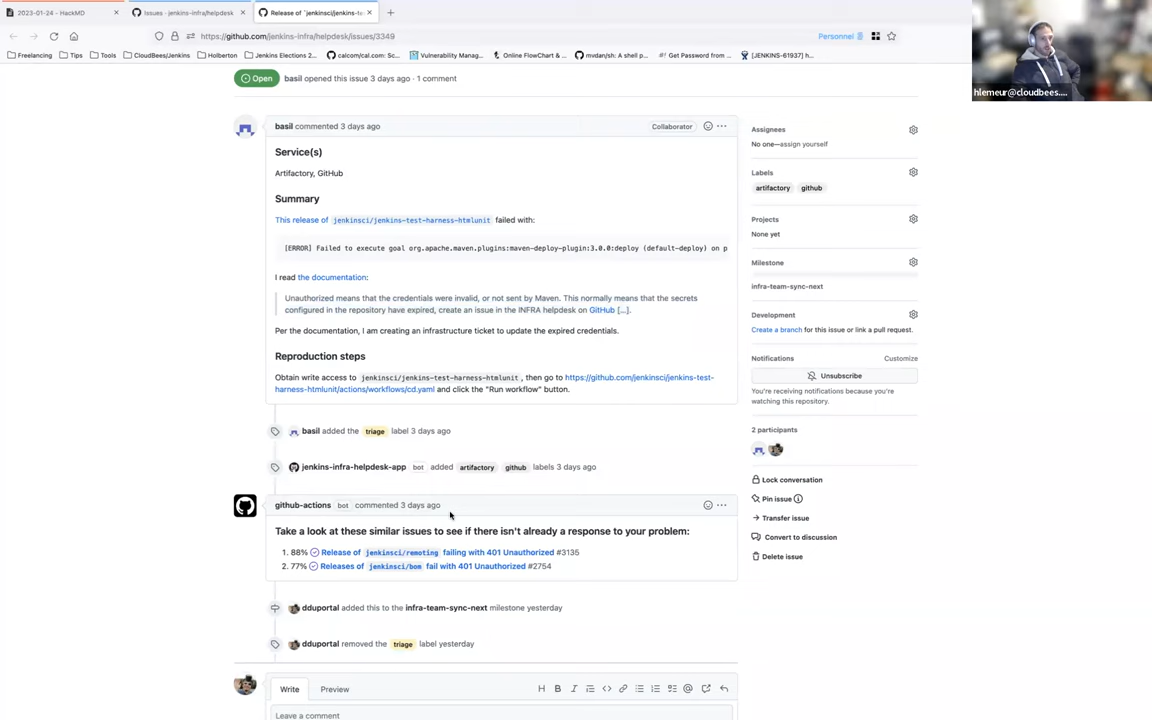 2023-01-24 - HackMD
Issues · jenkins-infra/helpdesk
Release of `jenkinsci/jenkins-te
https://github.com/jenkins-infra/helpdesk/issues/3349
Personnel
Freelancing
Tips
Tools
CloudBees/Jenkins
Holberton
Jenkins Elections 2...
calcom/cal.com: Sc...
Vulnerability Manag...
Online FlowChart & ...
mvdan/sh: A shell p...
Get Password from ...
[JENKINS-61937] h...
hlemeur@cloudbees....
Open
basil opened this issue 3 days ago · 1 comment
basil commented 3 days ago
Collaborator
Service(s)
Artifactory, GitHub
Summary
This release of jenkinsci/jenkins-test-harness-htmlunit failed with:
[ERROR] Failed to execute goal org.apache.maven.plugins:maven-deploy-plugin:3.0.0:deploy (default-deploy) on p
I read the documentation:
Unauthorized means that the credentials were invalid, or not sent by Maven. This normally means that the secrets
configured in the repository have expired, create an issue in the INFRA helpdesk on GitHub [...].
Per the documentation, I am creating an infrastructure ticket to update the expired credentials.
Reproduction steps
Obtain write access to jenkinsci/jenkins-test-harness-htmlunit, then go to https://github.com/jenkinsci/jenkins-test-
harness-htmlunit/actions/workflows/cd.yaml and click the "Run workflow" button.
basil added the triage label 3 days ago
jenkins-infra-helpdesk-app bot added artifactory github labels 3 days ago
github-actions bot commented 3 days ago
Take a look at these similar issues to see if there isn't already a response to your problem:
1. 88% Release of jenkinsci/remoting failing with 401 Unauthorized #3135
2. 77% Releases of jenkinsci/bom fail with 401 Unauthorized #2754
dduportal added this to the infra-team-sync-next milestone yesterday
dduportal removed the triage label yesterday
Write
Preview
Leave a comment
Assignees
No one—assign yourself
Labels
artifactory
github
Projects
None yet
Milestone
infra-team-sync-next
Development
Create a branch for this issue or link a pull request.
Notifications
Customize
Unsubscribe
You're receiving notifications because you're
watching this repository.
2 participants
Lock conversation
Pin issue
Transfer issue
Convert to discussion
Delete issue